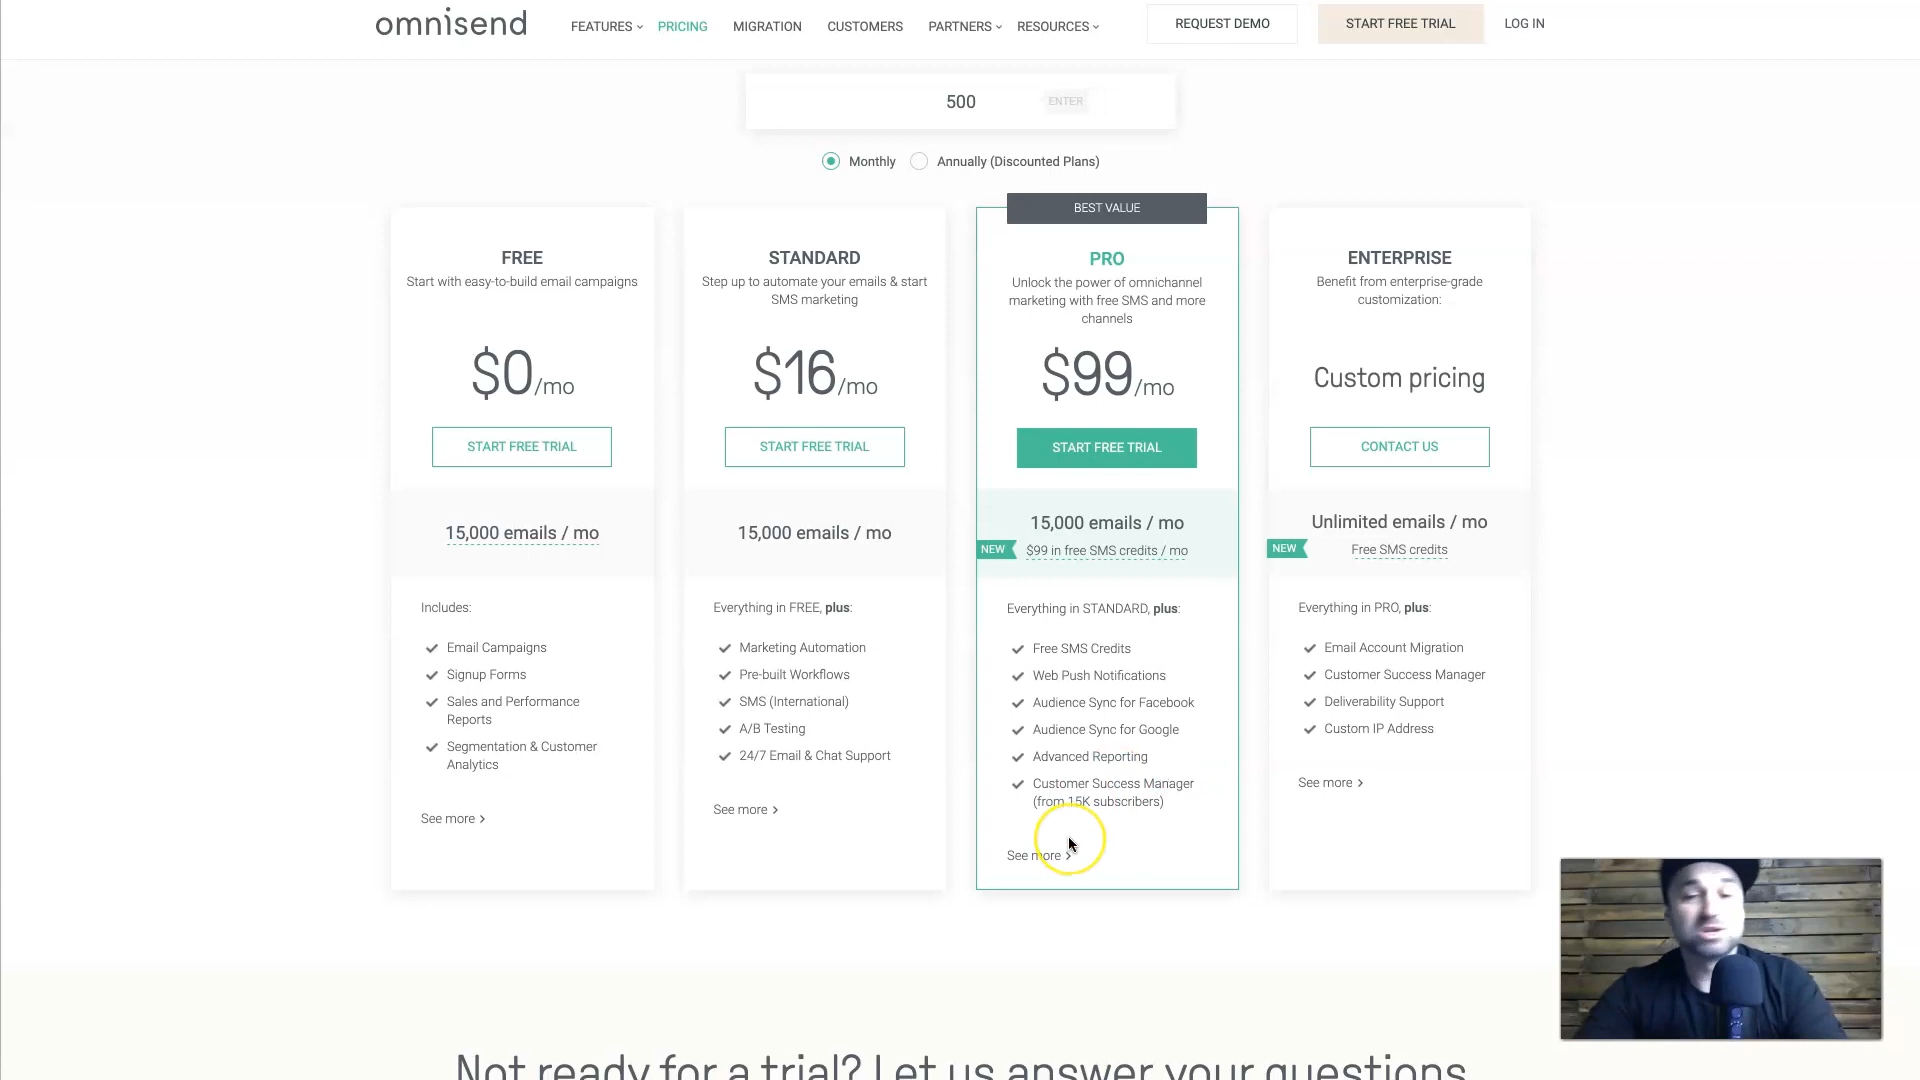 omnisend
FEATURES
PRICING
MIGRATION
CUSTOMERS
PARTNERS
RESOURCES
REQUEST DEMO
START FREE TRIAL
LOG IN
500
ENTER
Monthly
Annually (Discounted Plans)
FREE
Start with easy-to-build email campaigns
$0/mo
START FREE TRIAL
15,000 emails / mo
Includes:
Email Campaigns
Signup Forms
Sales and Performance
Reports
Segmentation & Customer
Analytics
See more >
STANDARD
Step up to automate your emails & start
SMS marketing
$16/mo
START FREE TRIAL
15,000 emails / mo
Everything in FREE, plus:
Marketing Automation
Pre-built Workflows
SMS (International)
A/B Testing
24/7 Email & Chat Support
See more >
BEST VALUE
PRO
Unlock the power of omnichannel
marketing with free SMS and more
channels
$99/mo
START FREE TRIAL
15,000 emails / mo
NEW
$99 in free SMS credits / mo
Everything in STANDARD, plus:
Free SMS Credits
Web Push Notifications
Audience Sync for Facebook
Audience Sync for Google
Advanced Reporting
Customer Success Manager
(from 15K subscribers)
See more >
ENTERPRISE
Benefit from enterprise-grade
customization:
Custom pricing
CONTACT US
Unlimited emails / mo
NEW
Free SMS credits
Everything in PRO, plus:
Email Account Migration
Customer Success Manager
Deliverability Support
Custom IP Address
See more >
Not ready for a trial? Let us answer your questions